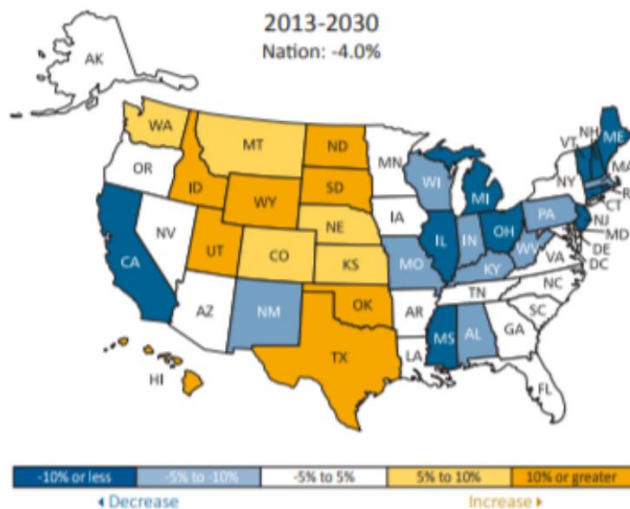 2013-2030
Nation: -4.0%
AK
WA
MT
ND
MN
VT
NH
ME
OR
ID
WY
SD
WI
MI
NY
MA
R
CT
NV
UT
CO
NE
IA
IL
IN
OH
PA
NJ
MD
DE
DC
CA
KS
MO
KY
WV
VA
AZ
NM
OK
AR
TN
NC
SC
TX
LA
MS
AL
GA
HI
FL
-10% or less
-5% to -10%
-5% to 5%
5% to 10%
10% or greater
Decrease
Increase